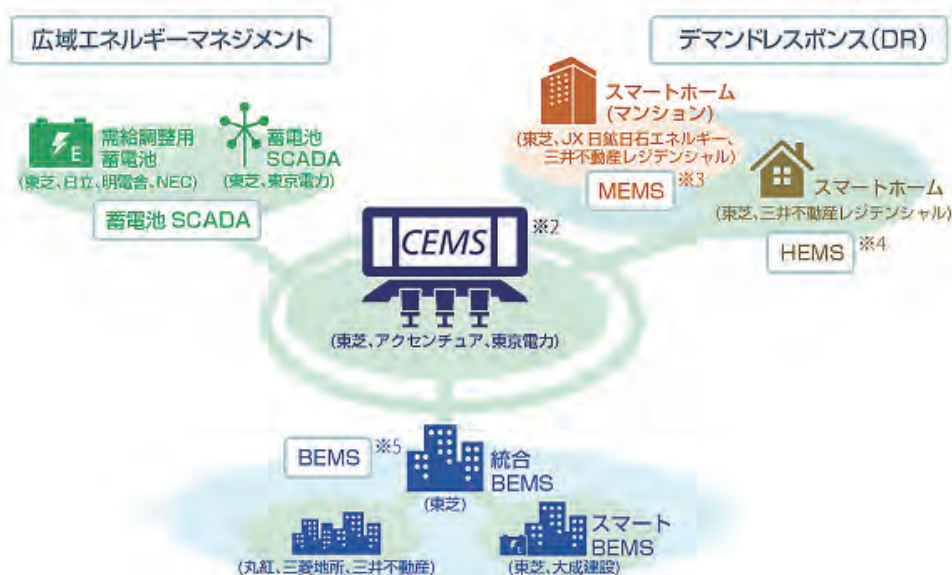 広域エネルギーマネジメント
デマンドレスポンス(DR)
E
需給調整用
蓄電池
(東芝、日立、明電舎、NEC)
蓄電池
SCADA
(東芝、東京電力)
蓄電池 SCADA
スマートホーム
(マンション)
(東芝、JX日鉱日石エネルギー、
三井不動産レジデンシャル)
MEMS ※3
スマートホーム
(東芝、三井不動産レジデンシャル)
HEMS ※4
CEMS ※2
(東芝、アクセンチュア、東京電力)
BEMS ※5
統合
BEMS
(東芝)
(丸紅、三菱地所、三井不動産)
スマート
BEMS
(東芝、大成建設)